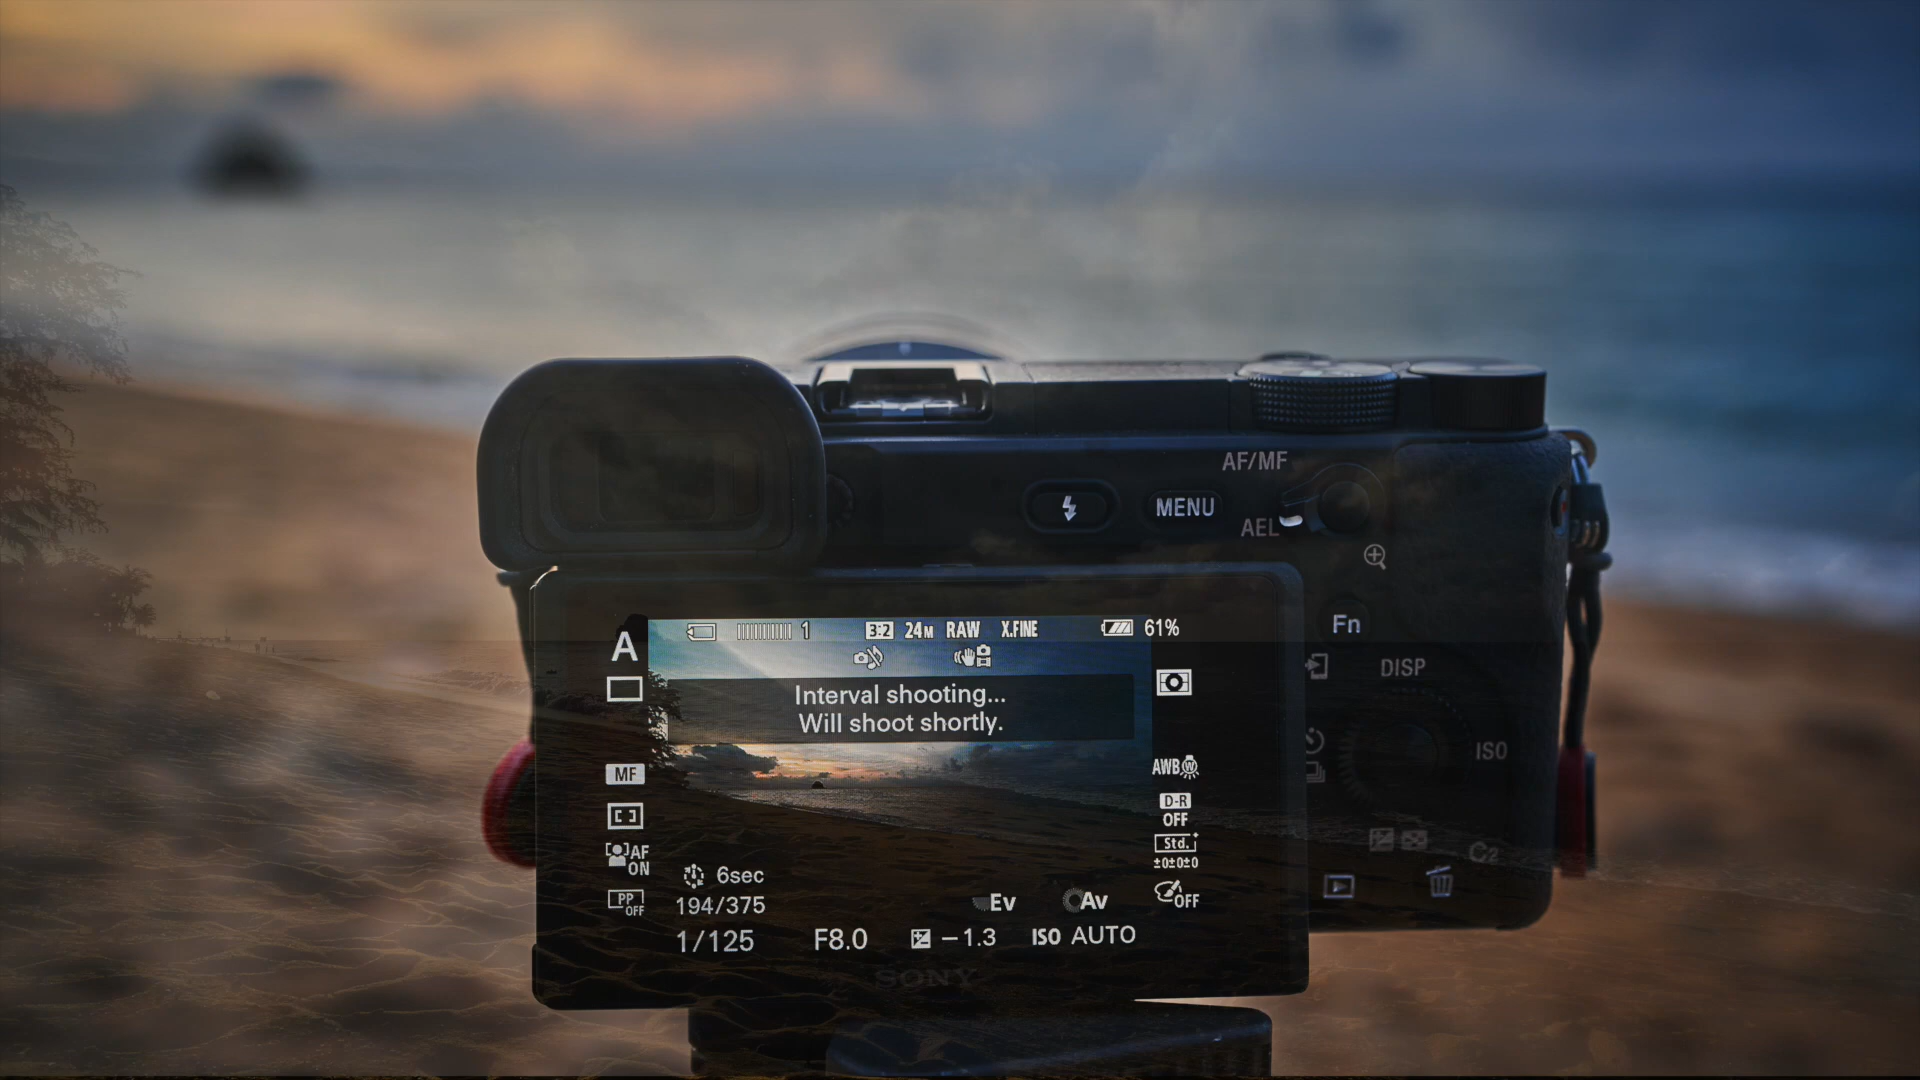 AF/MF
MENU
AEL
Fn
DISP
ISO
C2
A
1
3:2
24M
RAW
X.FINE
61%
Interval shooting...
Will shoot shortly.
MF
AF
ON
PP
OFF
AWB
W
D-R
OFF
Std.
±0±0±0
OFF
6sec
194/375
Ev
Av
1/125
F8.0
−1.3
ISO AUTO
SONY